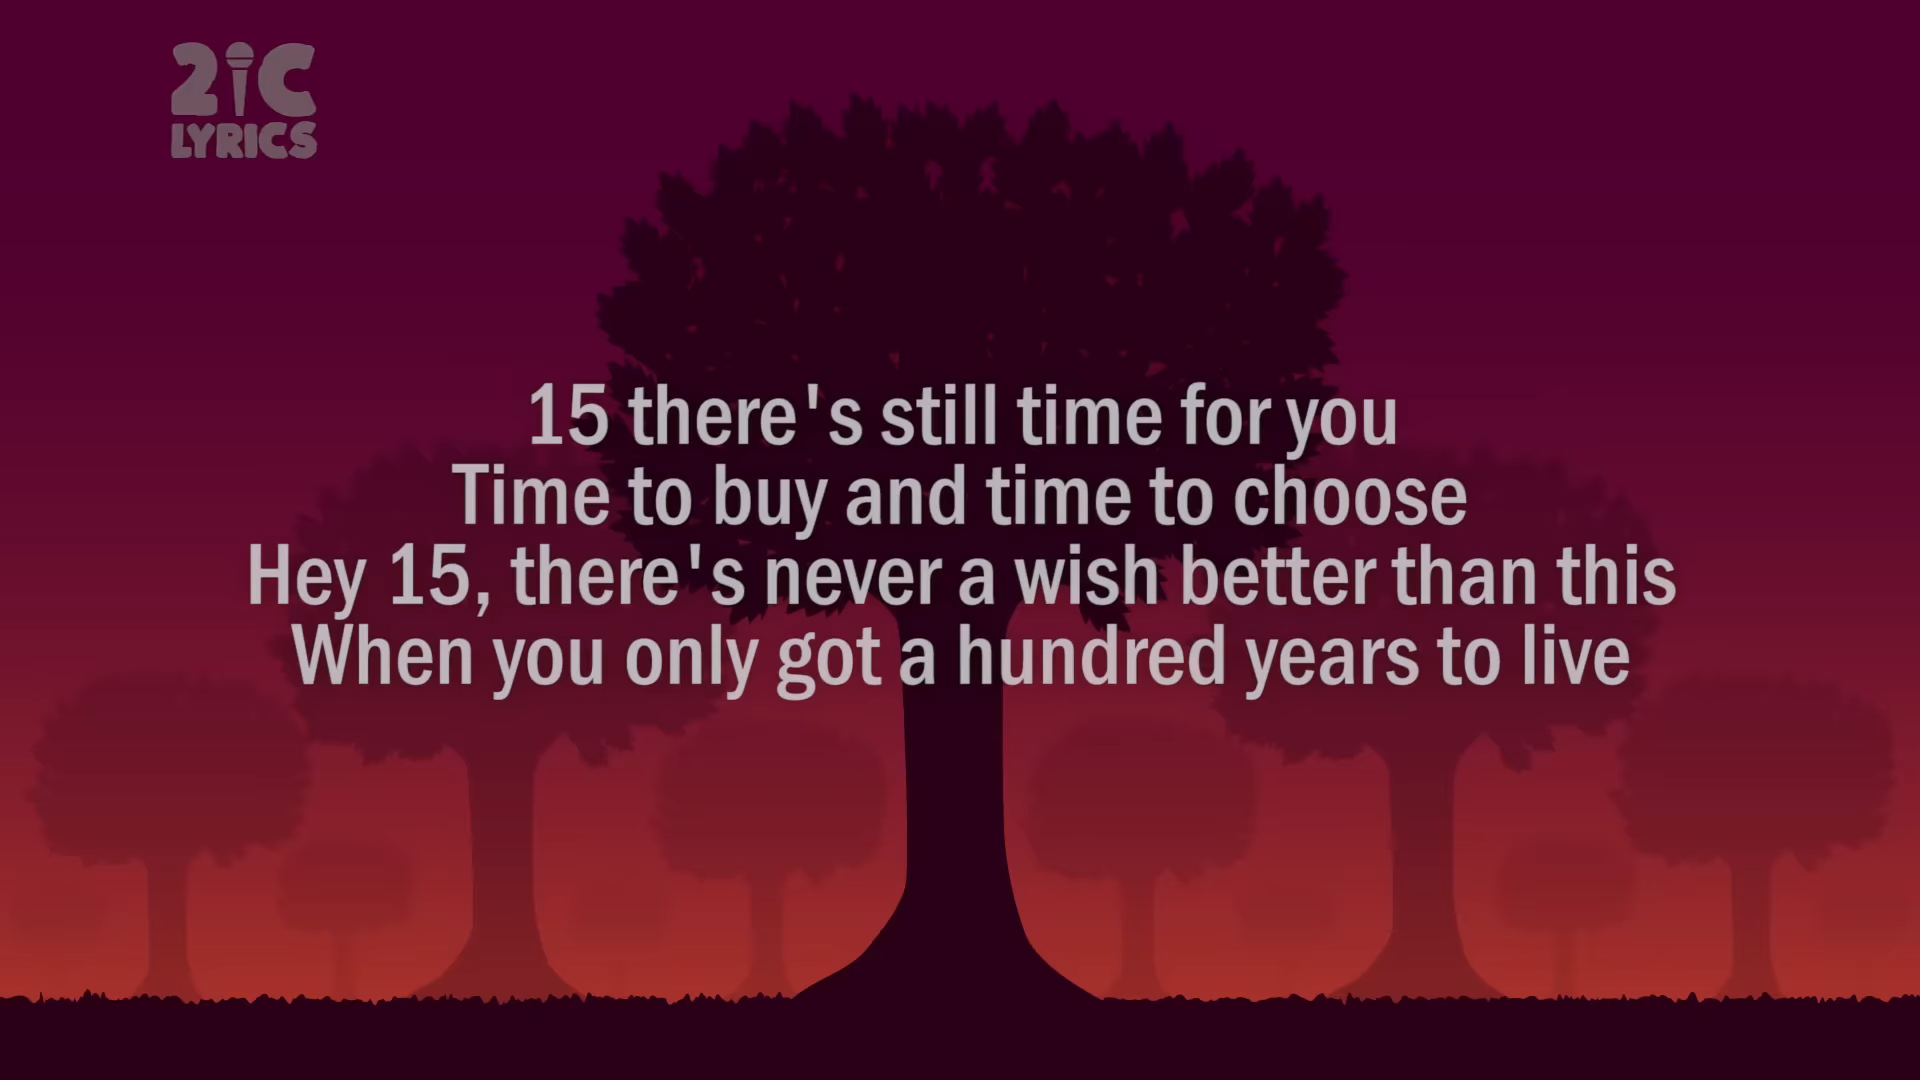 2iC
LYRICS
15 there's still time for you
Time to buy and time to choose
Hey 15, there's never a wish better than this
When you only got a hundred years to live